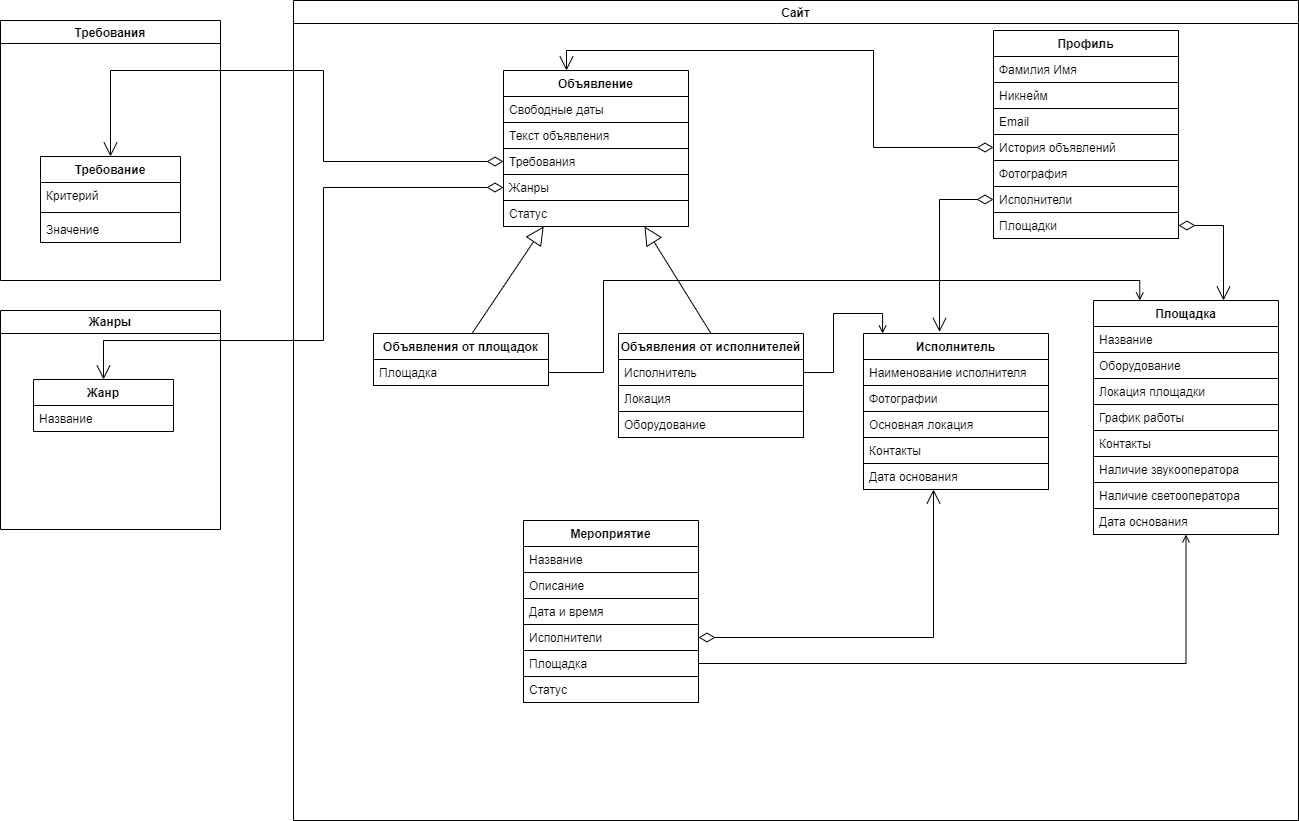 Сайт
Требования
Требование
Критерий
Значение
Жанры
Жанр
Название
Объявление
Свободные даты
Текст объявления
Требования
Жанры
Статус
Профиль
Фамилия Имя
Никнейм
Email
История объявлений
Фотография
Исполнители
Площадки
Объявления от площадок
Площадка
Объявления от исполнителей
Исполнитель
Локация
Оборудование
Исполнитель
Наименование исполнителя
Фотографии
Основная локация
Контакты
Дата основания
Площадка
Название
Оборудование
Локация площадки
График работы
Контакты
Наличие звукооператора
Наличие светооператора
Дата основания
Мероприятие
Название
Описание
Дата и время
Исполнители
Площадка
Статус